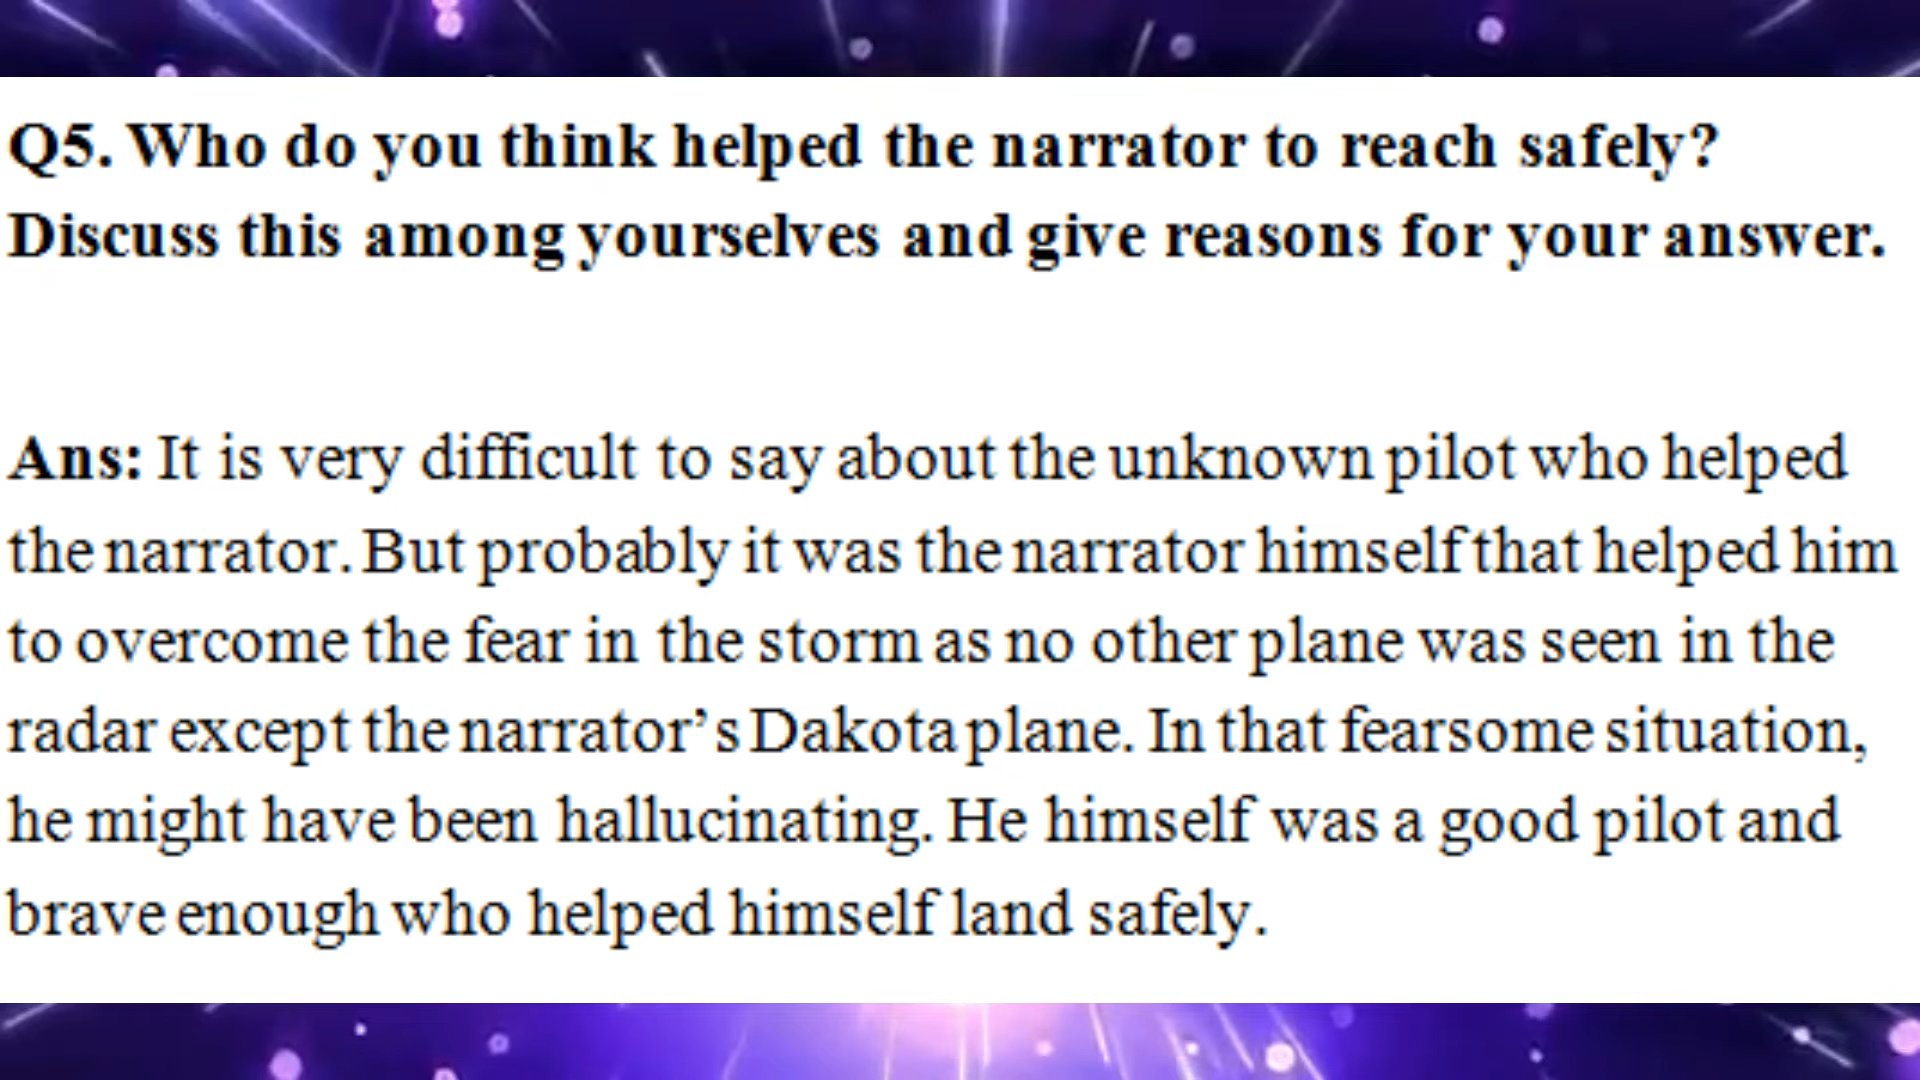 Q5. Who do you think helped the narrator to reach safely?
Discuss this among yourselves and give reasons for your answer.
Ans: It is very difficult to say about the unknown pilot who helped
the narrator. But probably it was the narrator himself that helped him
to overcome the fear in the storm as no other plane was seen in the
radar except the narrator’s Dakota plane. In that fearsome situation,
he might have been hallucinating. He himself was a good pilot and
brave enough who helped himself land safely.